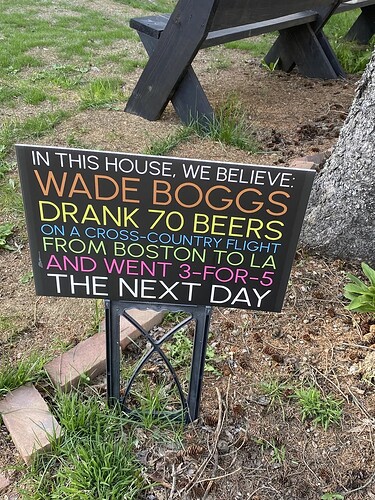 IN THIS HOUSE, WE BELIEVE:
WADE BOGGS
DRANK 70 BEERS
ON A CROSS-COUNTRY FLIGHT
FROM BOSTON TO LA
AND WENT 3-FOR-5
THE NEXT DAY